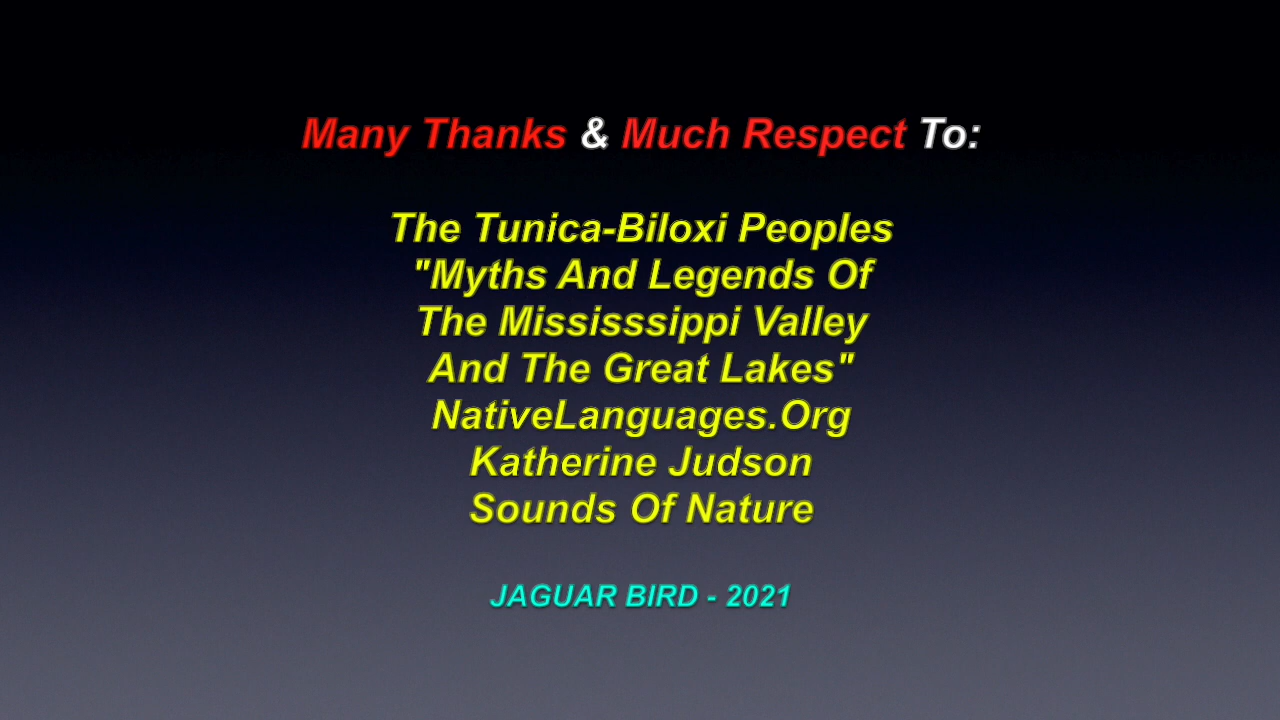 Many Thanks & Much Respect To:
The Tunica-Biloxi Peoples
"Myths And Legends Of
The Mississsippi Valley
And The Great Lakes"
NativeLanguages.Org
Katherine Judson
Sounds Of Nature
JAGUAR BIRD - 2021